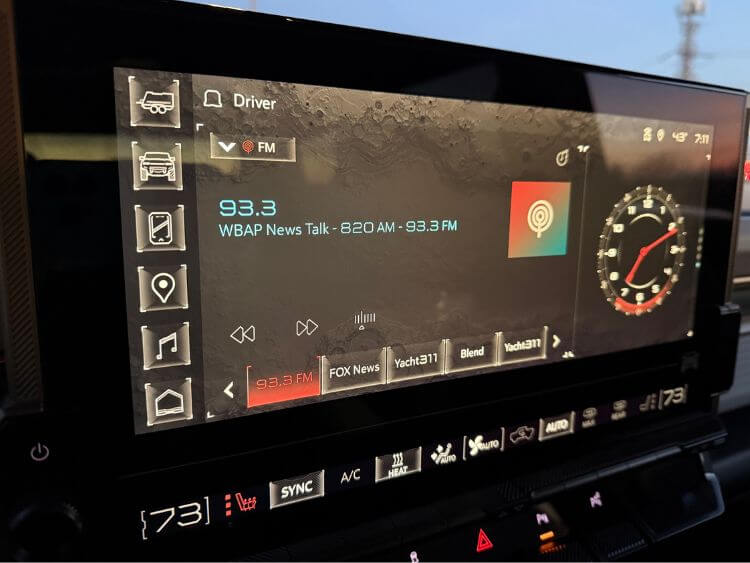 Driver
43° 7:11
FM
93.3
WBAP News Talk - 820 AM - 93.3 FM
93.3 FM
FOX News
Yacht311
Blend
Yacht311
73
SYNC
A/C
HEAT
AUTO
AUTO
AUTO
73